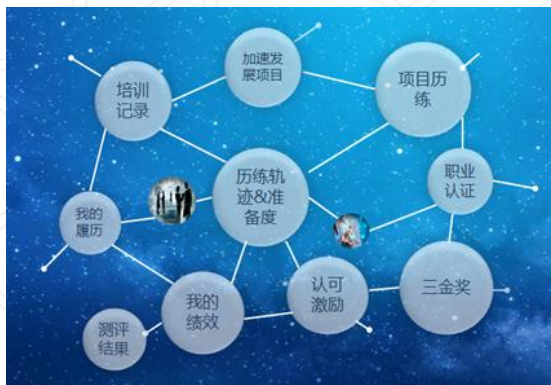 加速发
展项目
培训
记录
项目历
练
历练轨
迹&准
备度
职业
认证
我的
履历
我的
绩效
认可
激励
三金奖
测评
结果